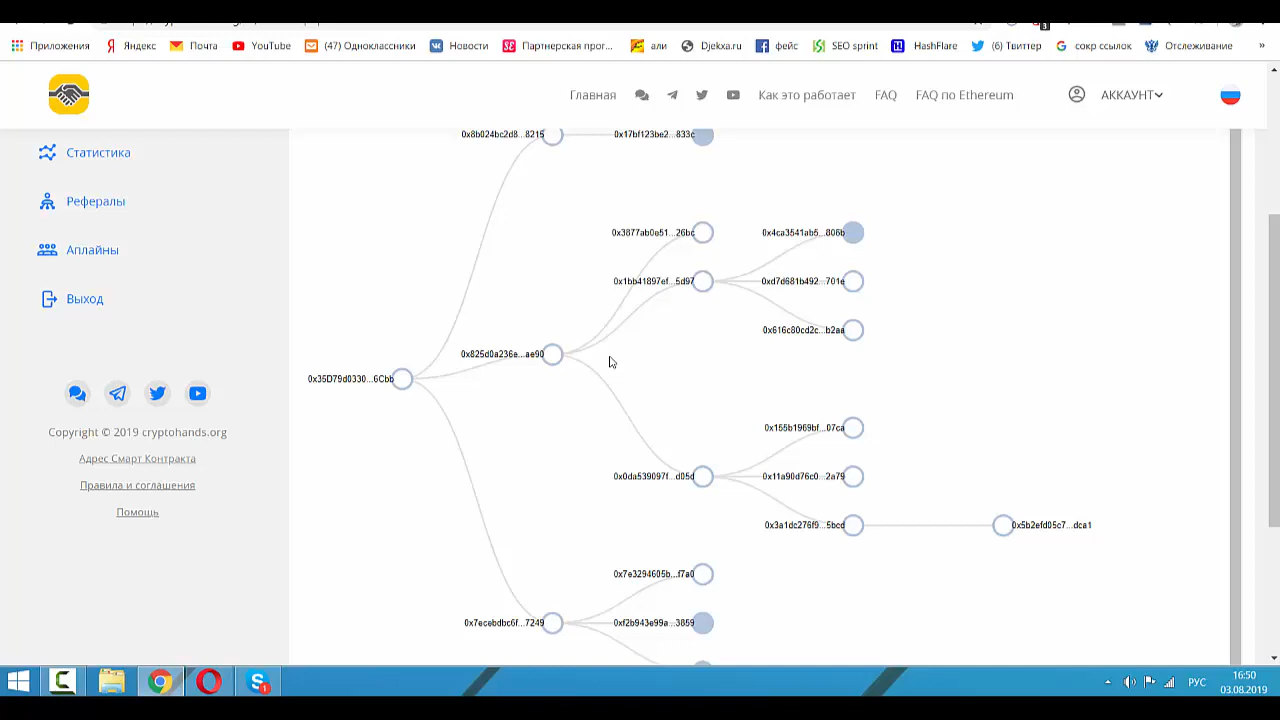 3
Приложения Яндекс Почта YouTube (47) Одноклассники Новости Партнерская прог... али Djekxa.ru фейс SEO sprint HashFlare (6) Твиттер сокр ссылок Отслеживание »
Главная Как это работает FAQ FAQ по Ethereum АККАУНТ
Статистика
Рефералы
Аплайны
Выход
Copyright © 2019 cryptohands.org
Адрес Смарт Контракта
Правила и соглашения
Помощь
0x8b024bc2d8...8215 0x17bf123be2...833c
0x3877ab0e51...26bc 0x4ca3541ab5...806b
0x1bb41897ef...5d97 0xd7d681b492...701e
0x616c80cd2c...b2aa
0x825d0a236e...ae90
0x35D79d0330...6Cbb
0x155b1969bf...07ca
0x0da539097f...d05d 0x11a90d76c0...2a79
0x3a1dc276f9...5bcd 0x5b2efd05c7...dca1
0x7e3294605b...f7a0
0x7ecebdbc6f...7249 0xf2b943e99a...3859
1
РУС
16:50
03.08.2019